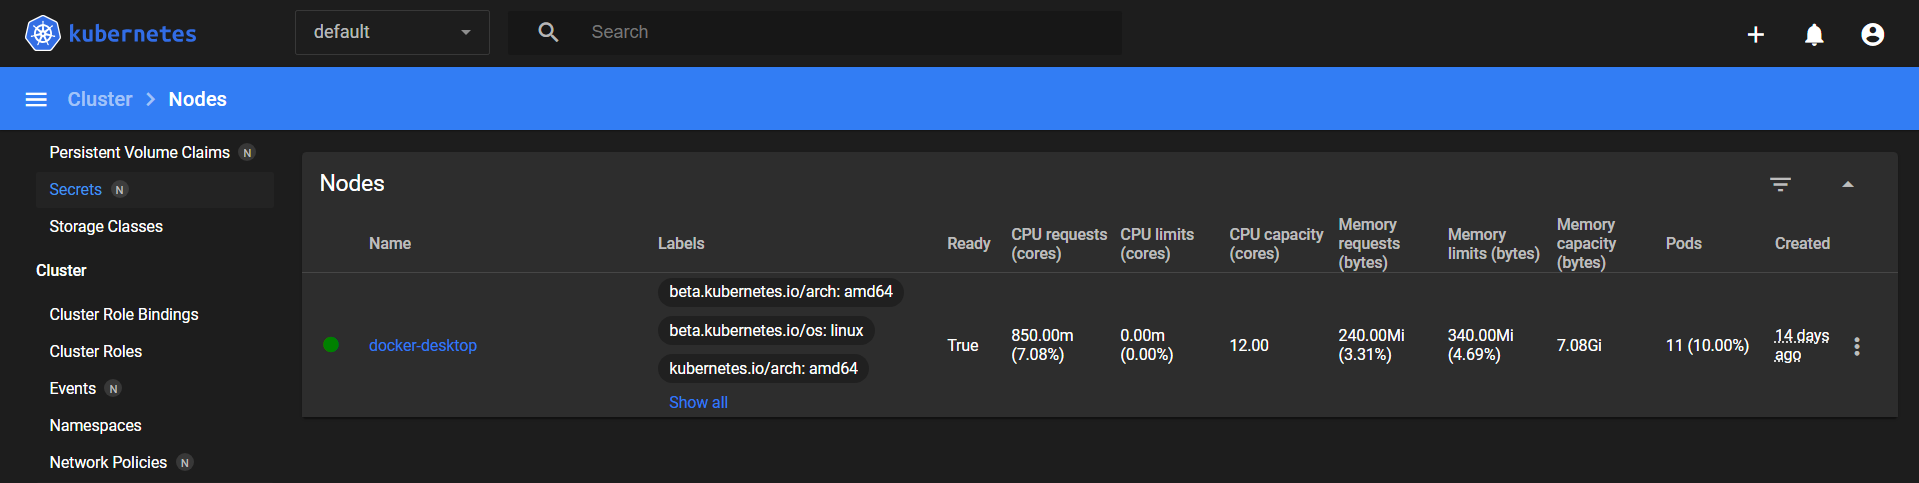 kubernetes
default
Search
Cluster
Nodes
Persistent Volume Claims N
Secrets N
Storage Classes
Cluster
Cluster Role Bindings
Cluster Roles
Events N
Namespaces
Network Policies N
Nodes
Name
Labels
Ready
CPU requests
(cores)
CPU limits
(cores)
CPU capacity
(cores)
Memory
requests
(bytes)
Memory
limits (bytes)
Memory
capacity
(bytes)
Pods
Created
docker-desktop
beta.kubernetes.io/arch: amd64
beta.kubernetes.io/os: linux
kubernetes.io/arch: amd64
Show all
True
850.00m
(7.08%)
0.00m
(0.00%)
12.00
240.00Mi
(3.31%)
340.00Mi
(4.69%)
7.08Gi
11 (10.00%)
14 days
ago